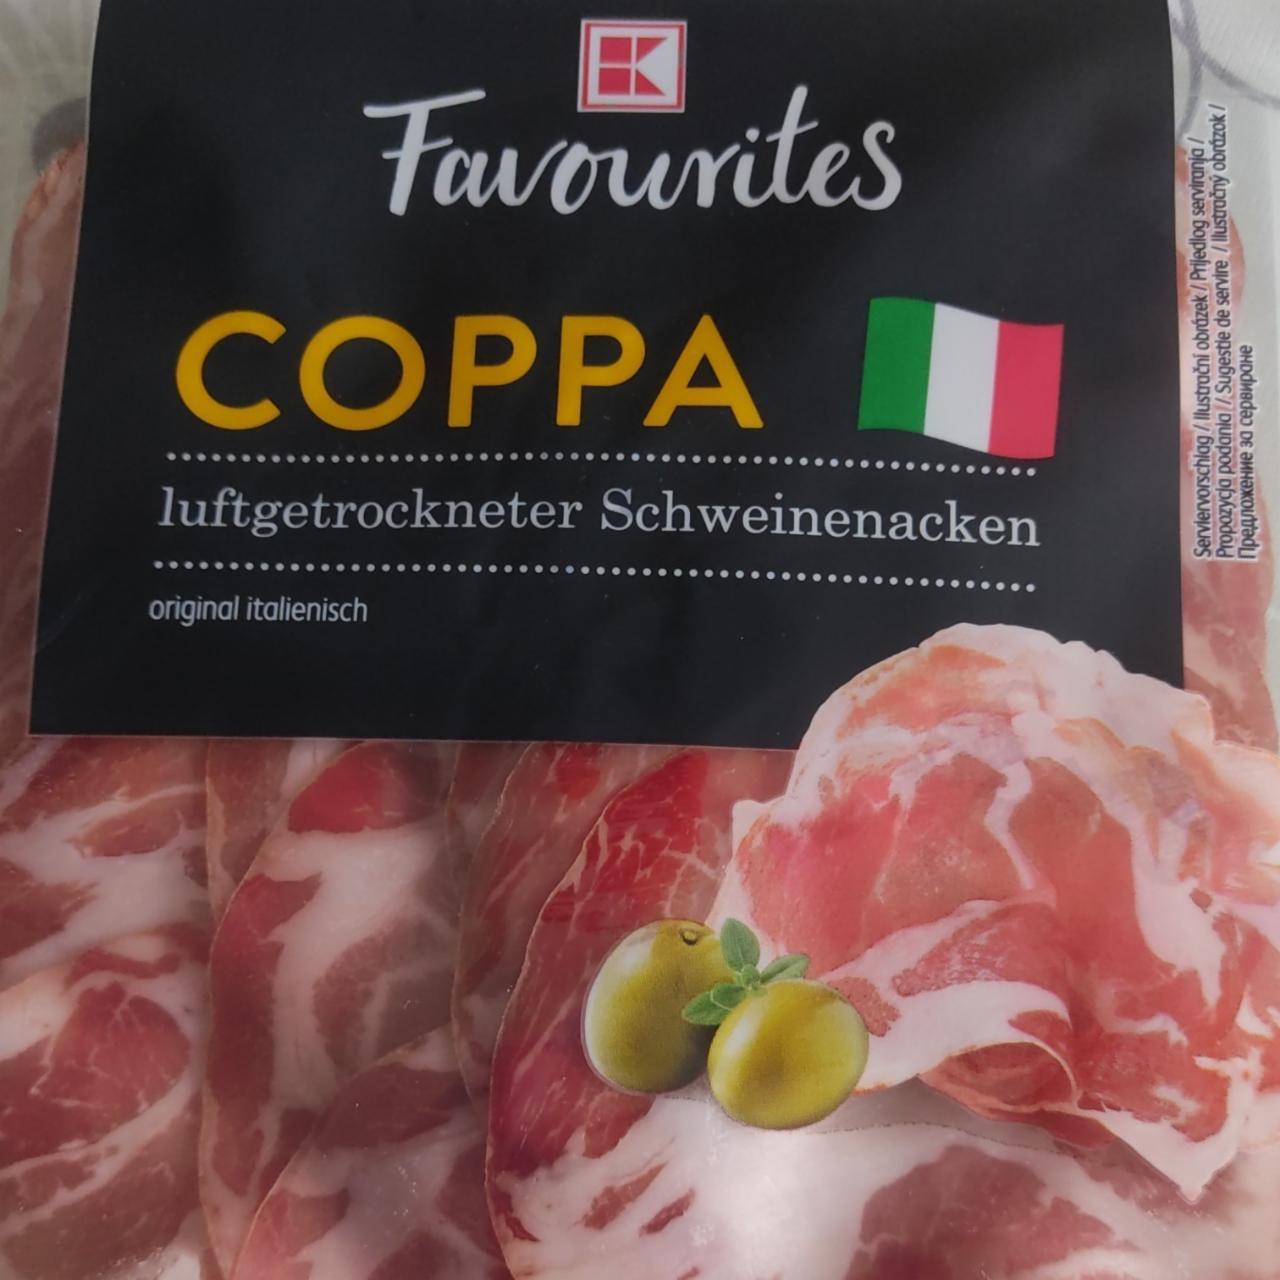 K
Favourites
COPPA
luftgetrockneter Schweinenacken
original italienisch
Serviervorschlag / Ilustrační obrázek / Prijedlog serviranja /
Propozycja podania / Sugestie de servire / Ilustračný obrázok /
Предложение за сервиране